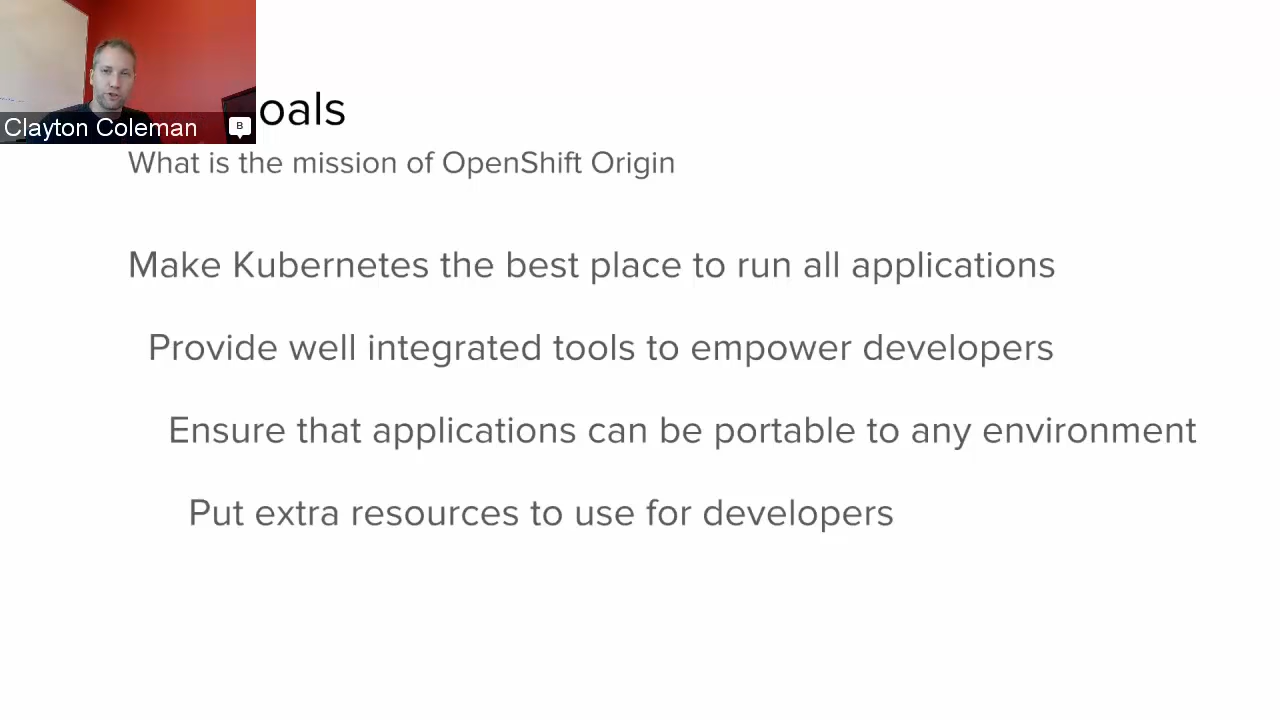 Clayton Coleman
B
oals
What is the mission of OpenShift Origin
Make Kubernetes the best place to run all applications
Provide well integrated tools to empower developers
Ensure that applications can be portable to any environment
Put extra resources to use for developers